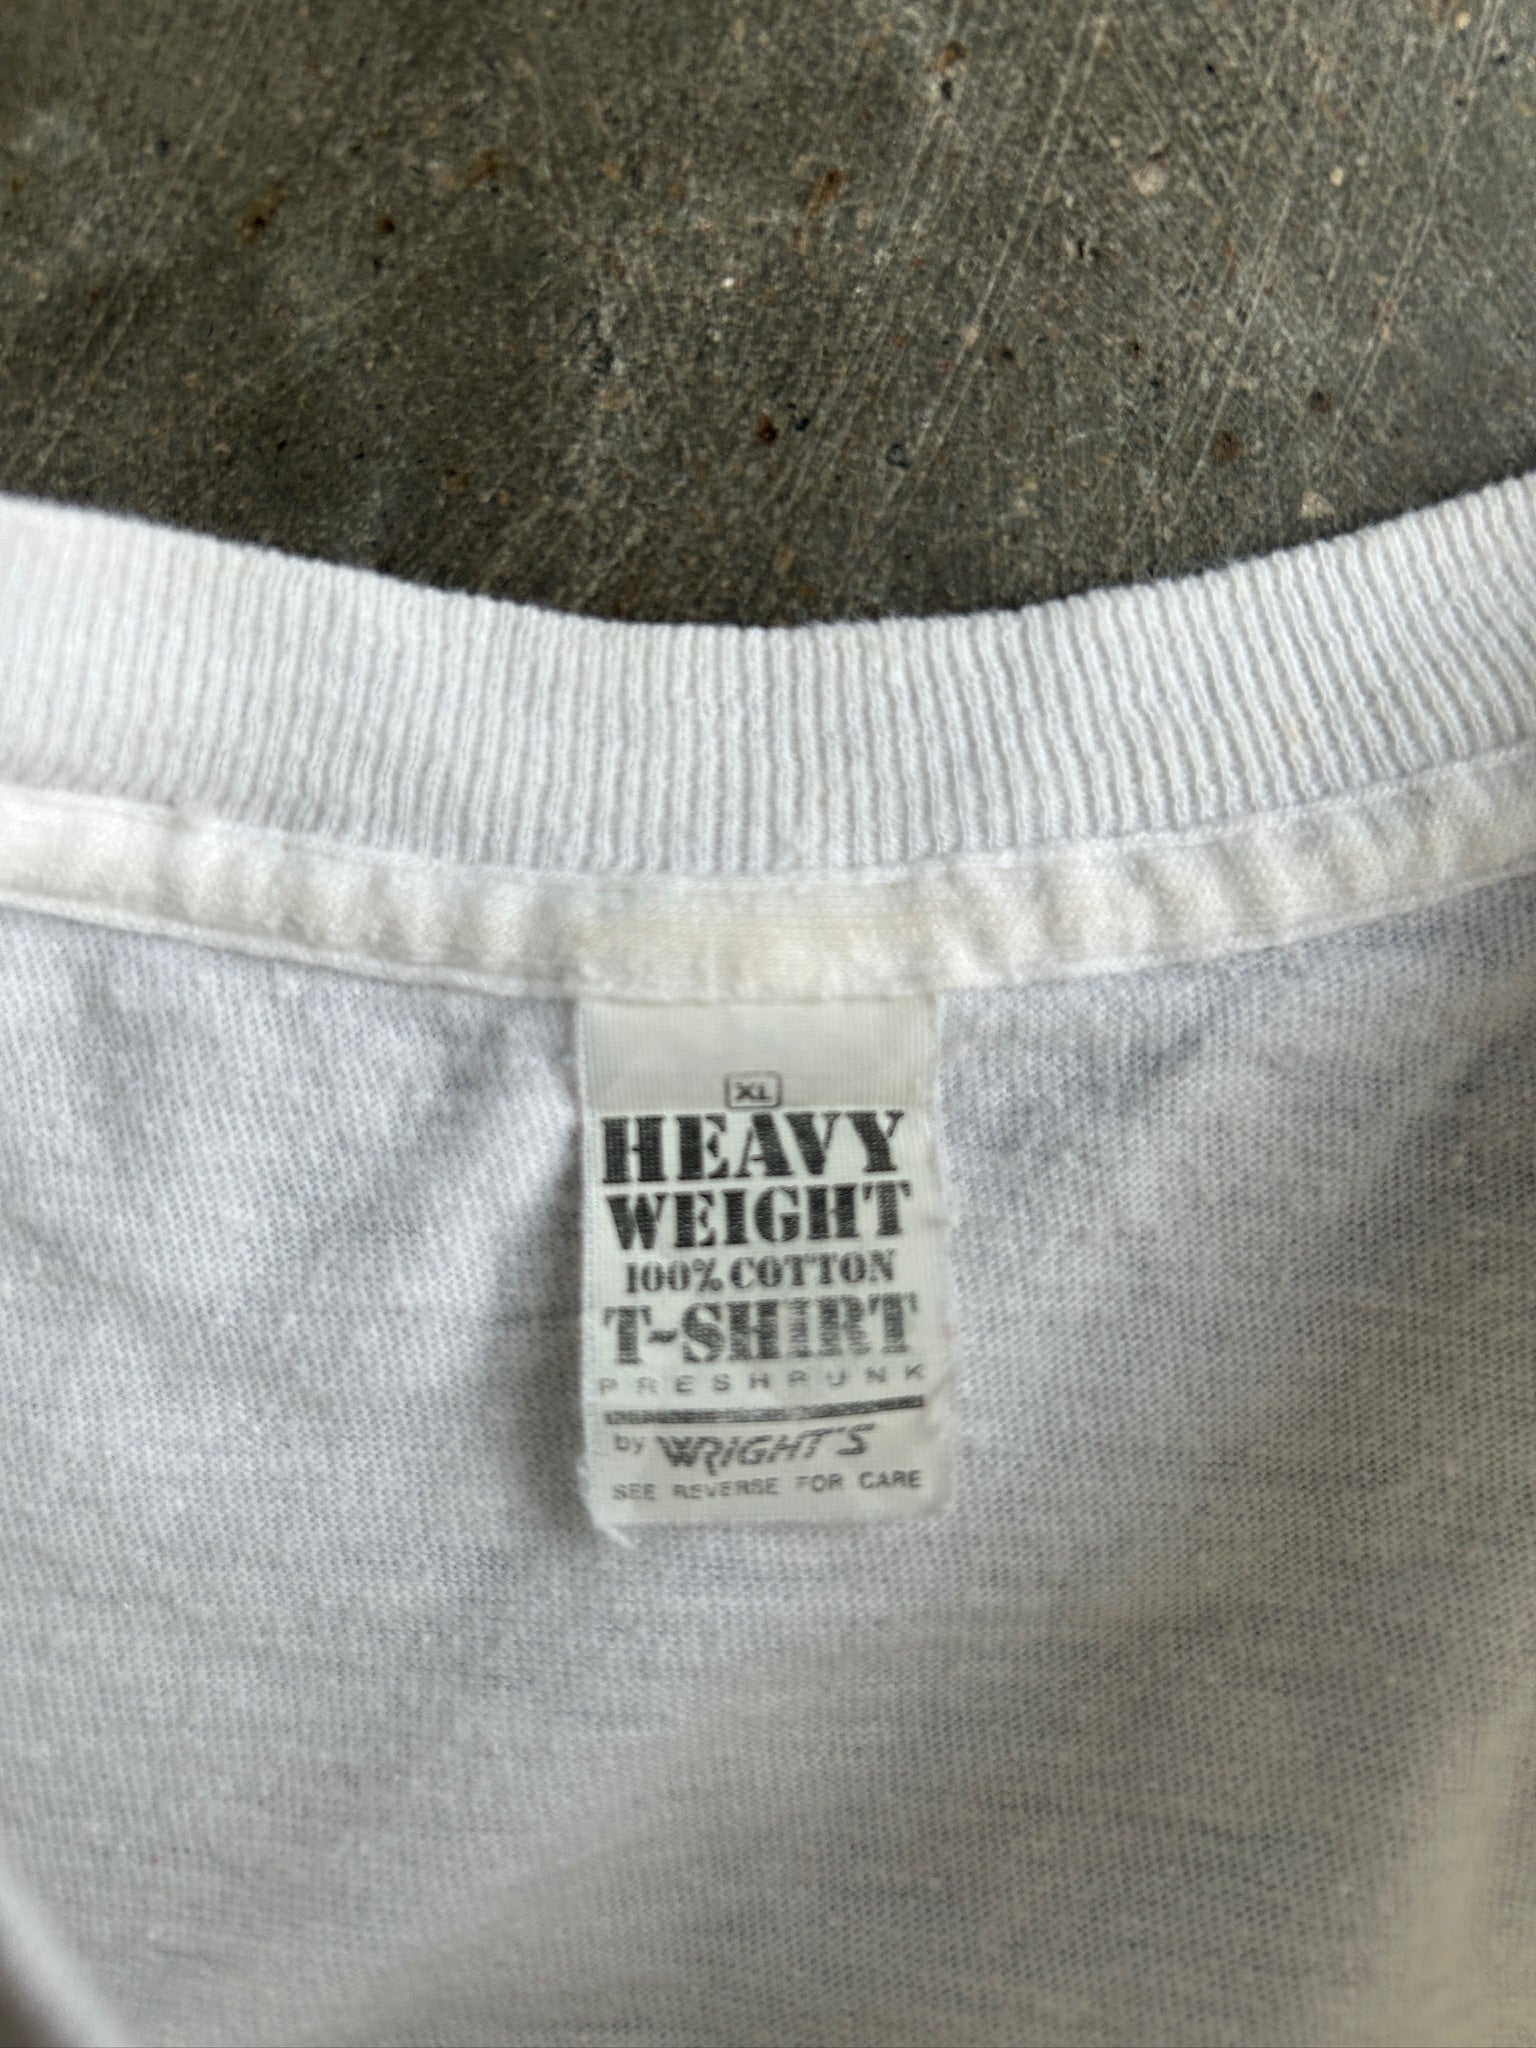 XL
HEAVY
WEIGHT
100% COTTON
T-SHIRT
PRESHRUNK
by WRIGHT'S
SEE REVERSE FOR CARE